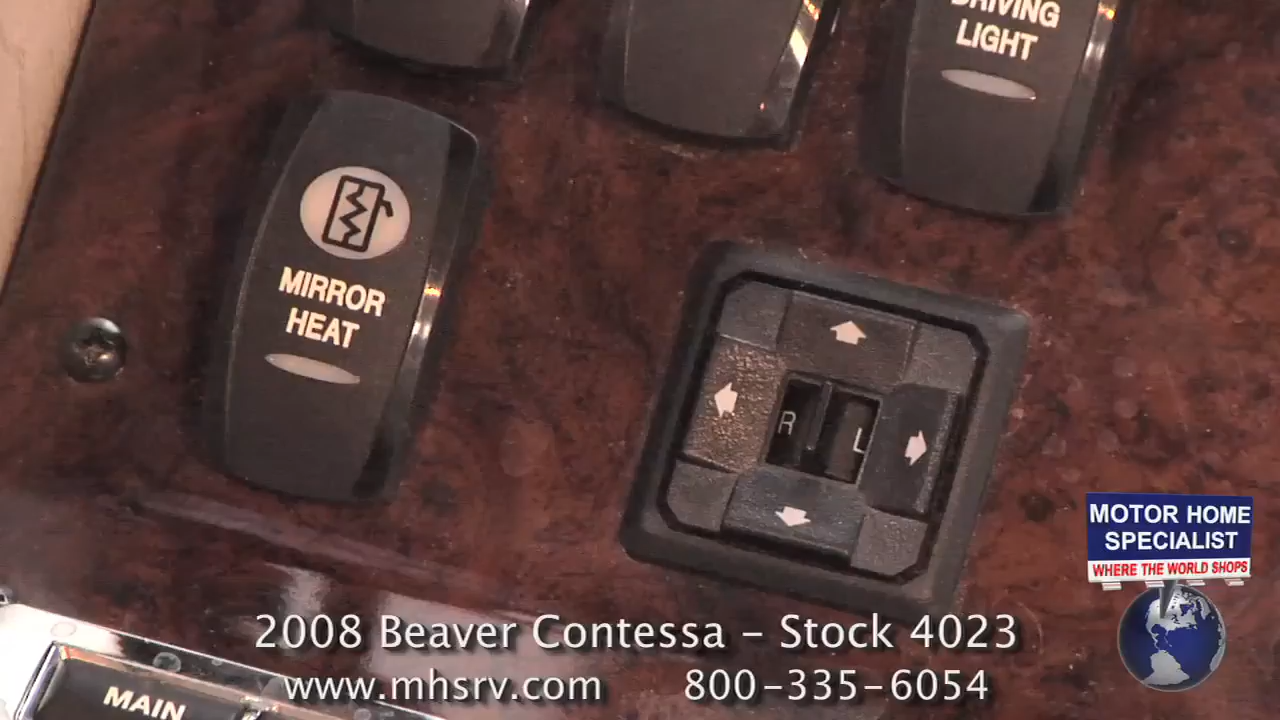 DRIVING
LIGHT
MIRROR
HEAT
R L
MOTOR HOME
SPECIALIST
WHERE THE WORLD SHOPS
2008 Beaver Contessa – Stock 4023
www.mhsrv.com 800-335-6054
MAIN